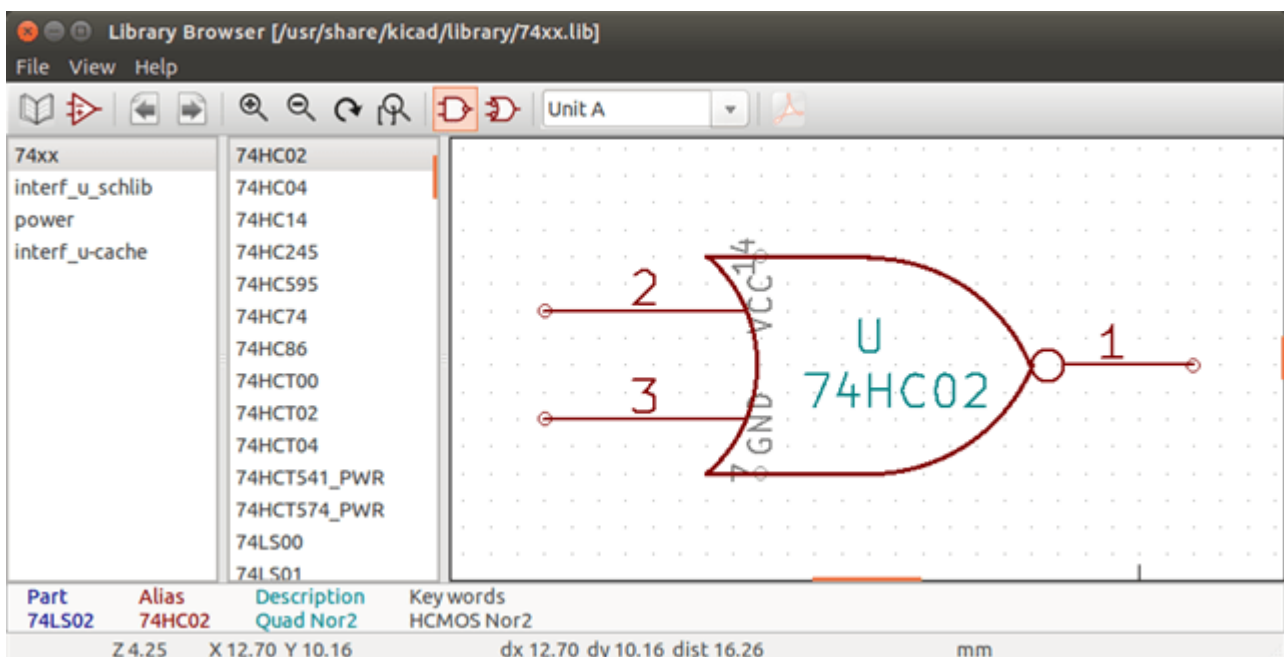 Library Browser [/usr/share/kicad/library/74xx.lib]
File View Help
Unit A
74xx
interf_u_schlib
power
interf_u-cache
74HC02
74HC04
74HC14
74HC245
74HC595
74HC74
74HC86
74HCT00
74HCT02
74HCT04
74HCT541_PWR
74HCT574_PWR
74LS00
74LS01
14
VCC
2
U
1
74HC02
3
GND
7
Part Alias Description Key words
74LS02 74HC02 Quad Nor2 HCMOS Nor2
Z 4.25 X 12.70 Y 10.16 dx 12.70 dy 10.16 dist 16.26 mm